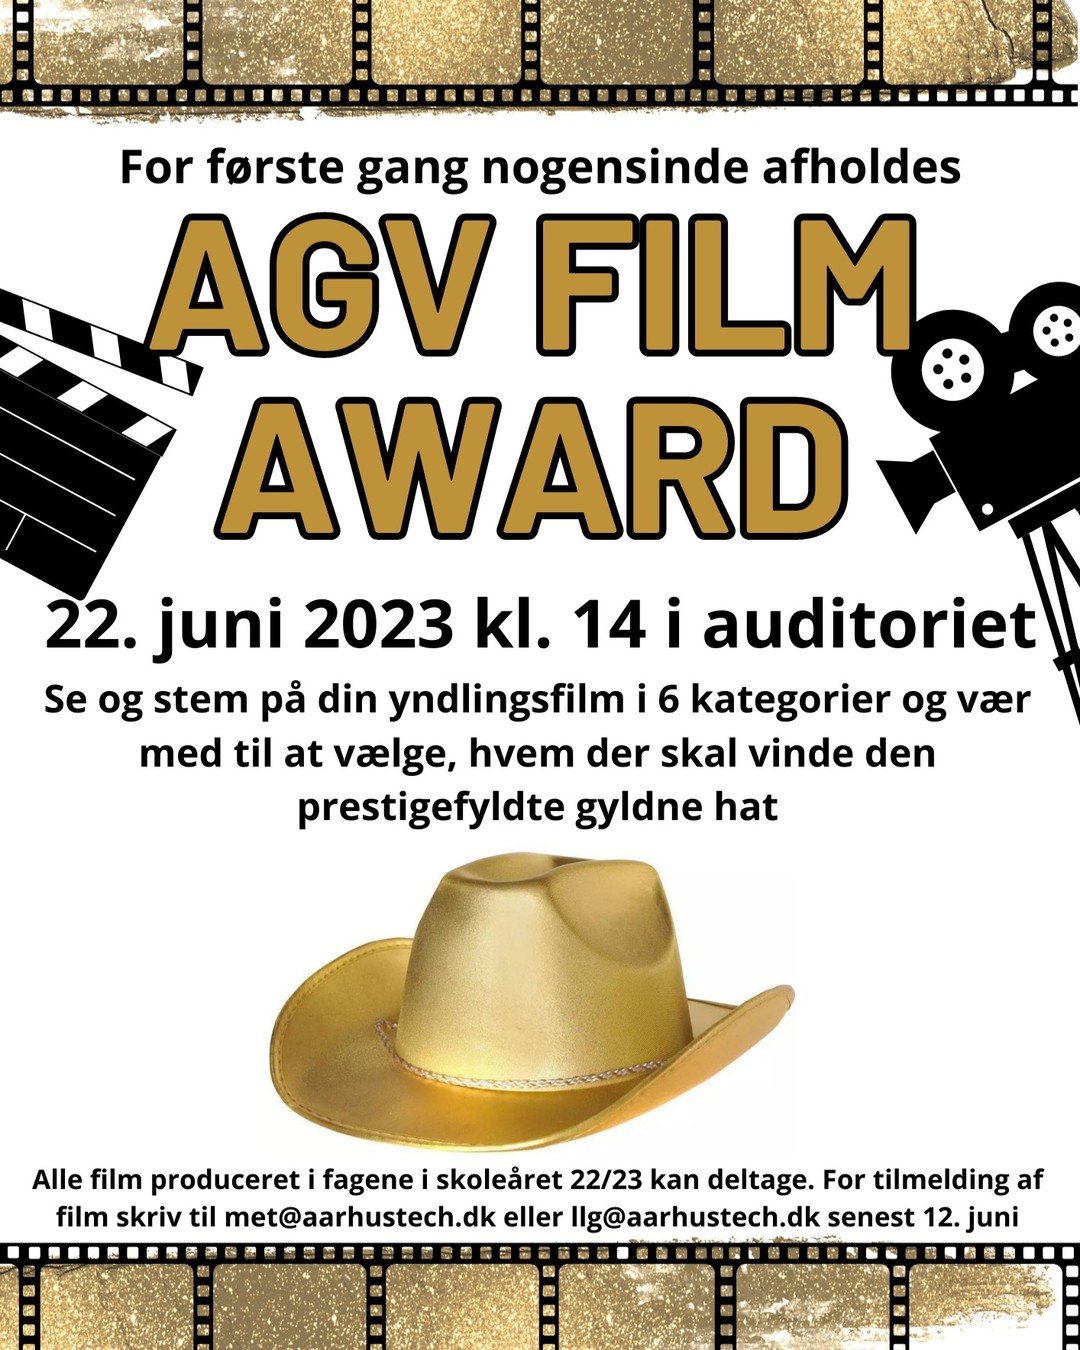 For første gang nogensinde afholdes
AGV FILM
AWARD
22. juni 2023 kl. 14 i auditoriet
Se og stem på din yndlingsfilm i 6 kategorier og vær
med til at vælge, hvem der skal vinde den
prestigefyldte gyldne hat
Alle film produceret i fagene i skoleåret 22/23 kan deltage. For tilmelding af
film skriv til met@aarhustech.dk eller llg@aarhustech.dk senest 12. juni